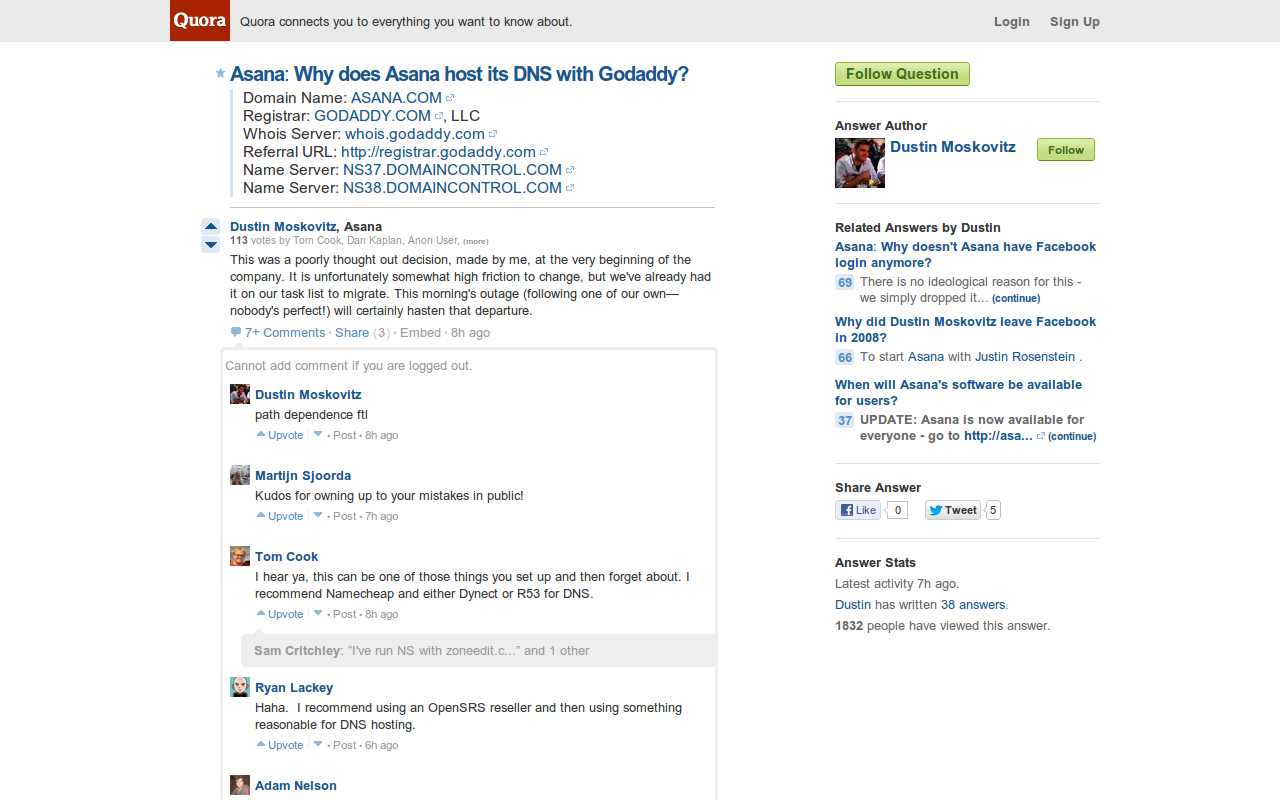 Quora
Quora connects you to everything you want to know about.
Login
Sign Up
Asana: Why does Asana host its DNS with Godaddy?
Domain Name: ASANA.COM
Registrar: GODADDY.COM, LLC
Whois Server: whois.godaddy.com
Referral URL: http://registrar.godaddy.com
Name Server: NS37.DOMAINCONTROL.COM
Name Server: NS38.DOMAINCONTROL.COM
Dustin Moskovitz, Asana
113 votes by Tom Cook, Dan Kaplan, Anon User, (more)
This was a poorly thought out decision, made by me, at the very beginning of the
company. It is unfortunately somewhat high friction to change, but we've already had
it on our task list to migrate. This morning's outage (following one of our own—
nobody's perfect!) will certainly hasten that departure.
7+ Comments • Share (3) • Embed • 8h ago
Cannot add comment if you are logged out.
Dustin Moskovitz
path dependence ftl
Upvote • Post • 8h ago
Martijn Sjoorda
Kudos for owning up to your mistakes in public!
Upvote • Post • 7h ago
Tom Cook
I hear ya, this can be one of those things you set up and then forget about. I
recommend Namecheap and either Dynect or R53 for DNS.
Upvote • Post • 8h ago
Sam Critchley: "I've run NS with zoneedit.c..." and 1 other
Ryan Lackey
Haha.  I recommend using an OpenSRS reseller and then using something
reasonable for DNS hosting.
Upvote • Post • 6h ago
Adam Nelson
Follow Question
Answer Author
Dustin Moskovitz
Follow
Related Answers by Dustin
Asana: Why doesn't Asana have Facebook
login anymore?
69 There is no ideological reason for this -
we simply dropped it... (continue)
Why did Dustin Moskovitz leave Facebook
in 2008?
66 To start Asana with Justin Rosenstein .
When will Asana's software be available
for users?
37 UPDATE: Asana is now available for
everyone - go to http://asa... (continue)
Share Answer
Like 0 Tweet 5
Answer Stats
Latest activity 7h ago.
Dustin has written 38 answers.
1832 people have viewed this answer.